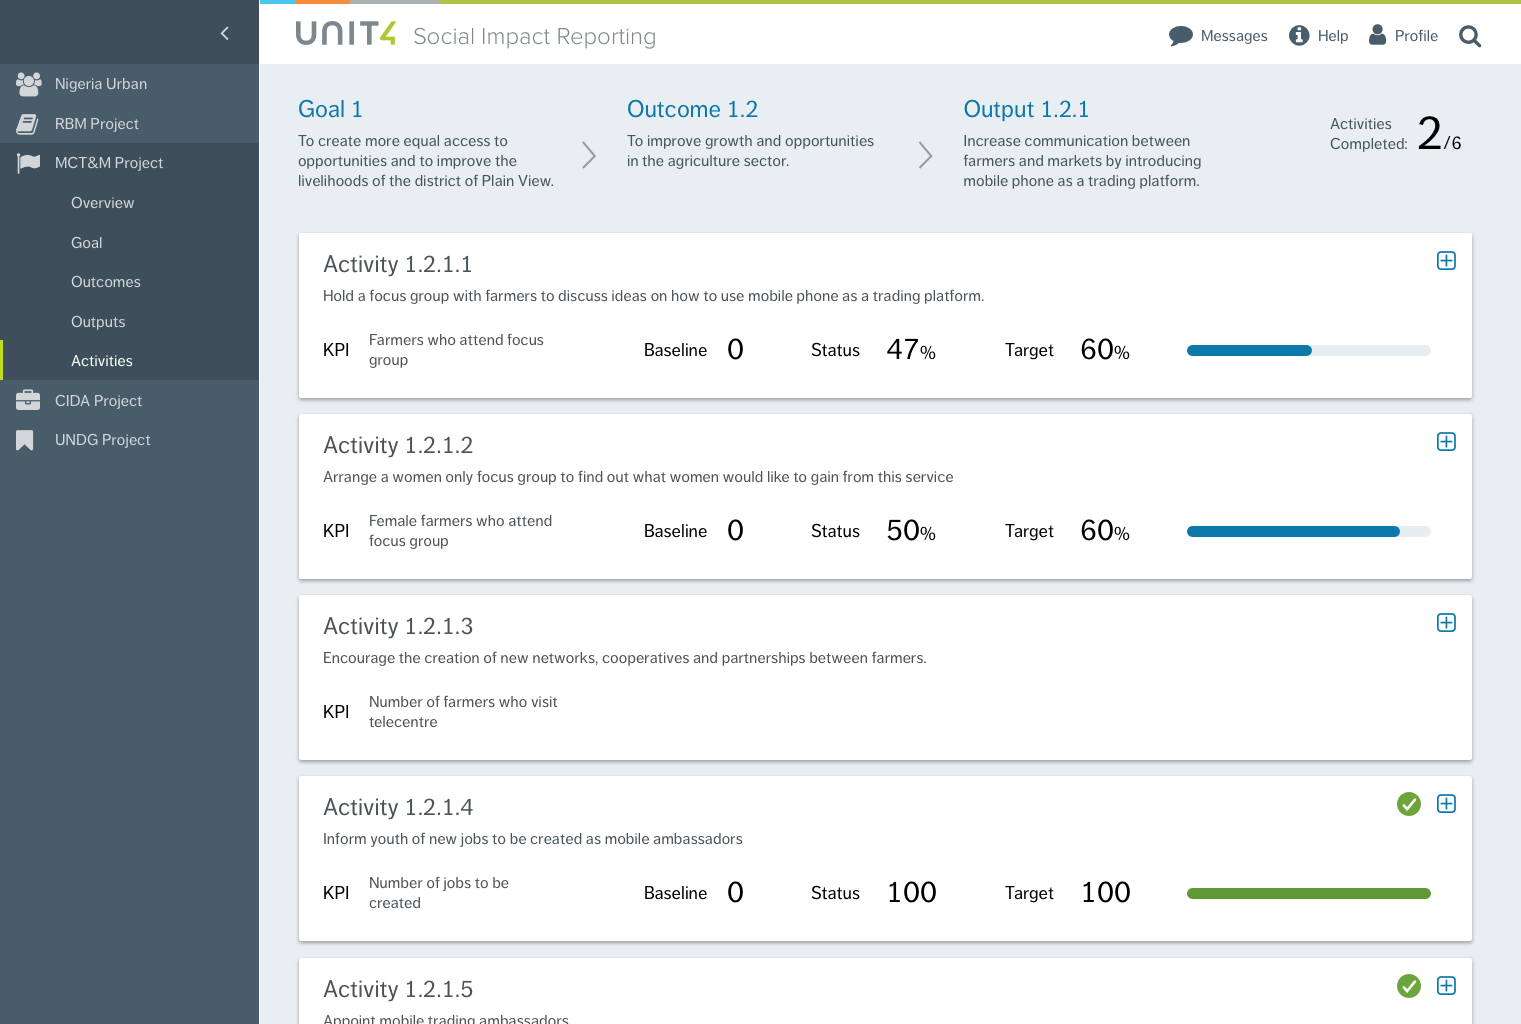 UNIT4 Social Impact Reporting
Messages
Help
Profile
Nigeria Urban
RBM Project
MCT&M Project
Overview
Goal
Outcomes
Outputs
Activities
CIDA Project
UNDG Project
Goal 1
To create more equal access to
opportunities and to improve the
livelihoods of the district of Plain View.
Outcome 1.2
To improve growth and opportunities
in the agriculture sector.
Output 1.2.1
Increase communication between
farmers and markets by introducing
mobile phone as a trading platform.
Activities
Completed: 2/6
Activity 1.2.1.1
Hold a focus group with farmers to discuss ideas on how to use mobile phone as a trading platform.
KPI
Farmers who attend focus
group
Baseline 0
Status 47%
Target 60%
Activity 1.2.1.2
Arrange a women only focus group to find out what women would like to gain from this service
KPI
Female farmers who attend
focus group
Baseline 0
Status 50%
Target 60%
Activity 1.2.1.3
Encourage the creation of new networks, cooperatives and partnerships between farmers.
KPI
Number of farmers who visit
telecentre
Activity 1.2.1.4
Inform youth of new jobs to be created as mobile ambassadors
KPI
Number of jobs to be
created
Baseline 0
Status 100
Target 100
Activity 1.2.1.5
Appoint mobile trading ambassadors